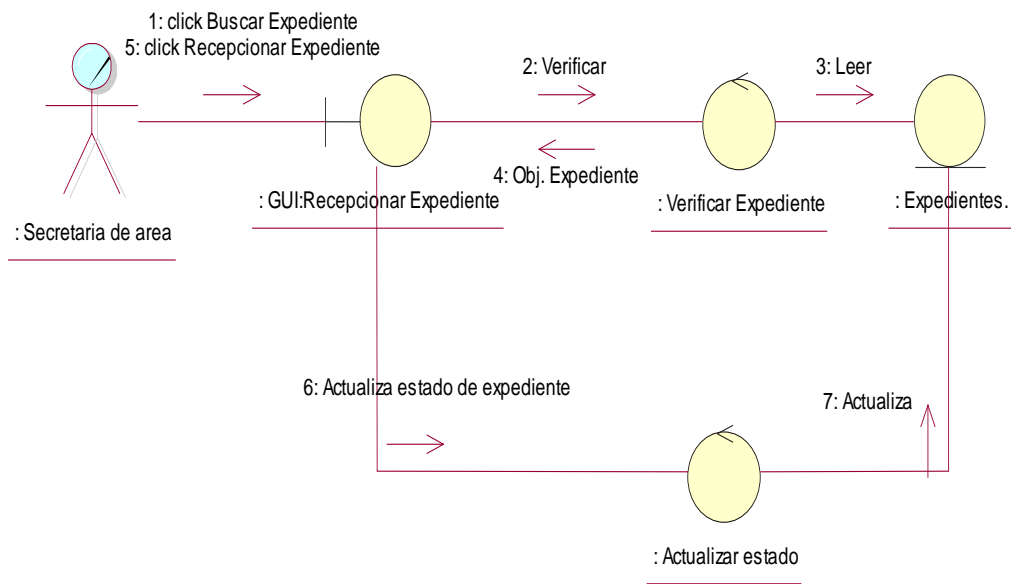 1: click Buscar Expediente
5: click Recepcionar Expediente
2: Verificar
3: Leer
4: Obj. Expediente
: GUI:Recepcionar Expediente
: Verificar Expediente
: Expedientes.
: Secretaria de area
6: Actualiza estado de expediente
7: Actualiza
: Actualizar estado